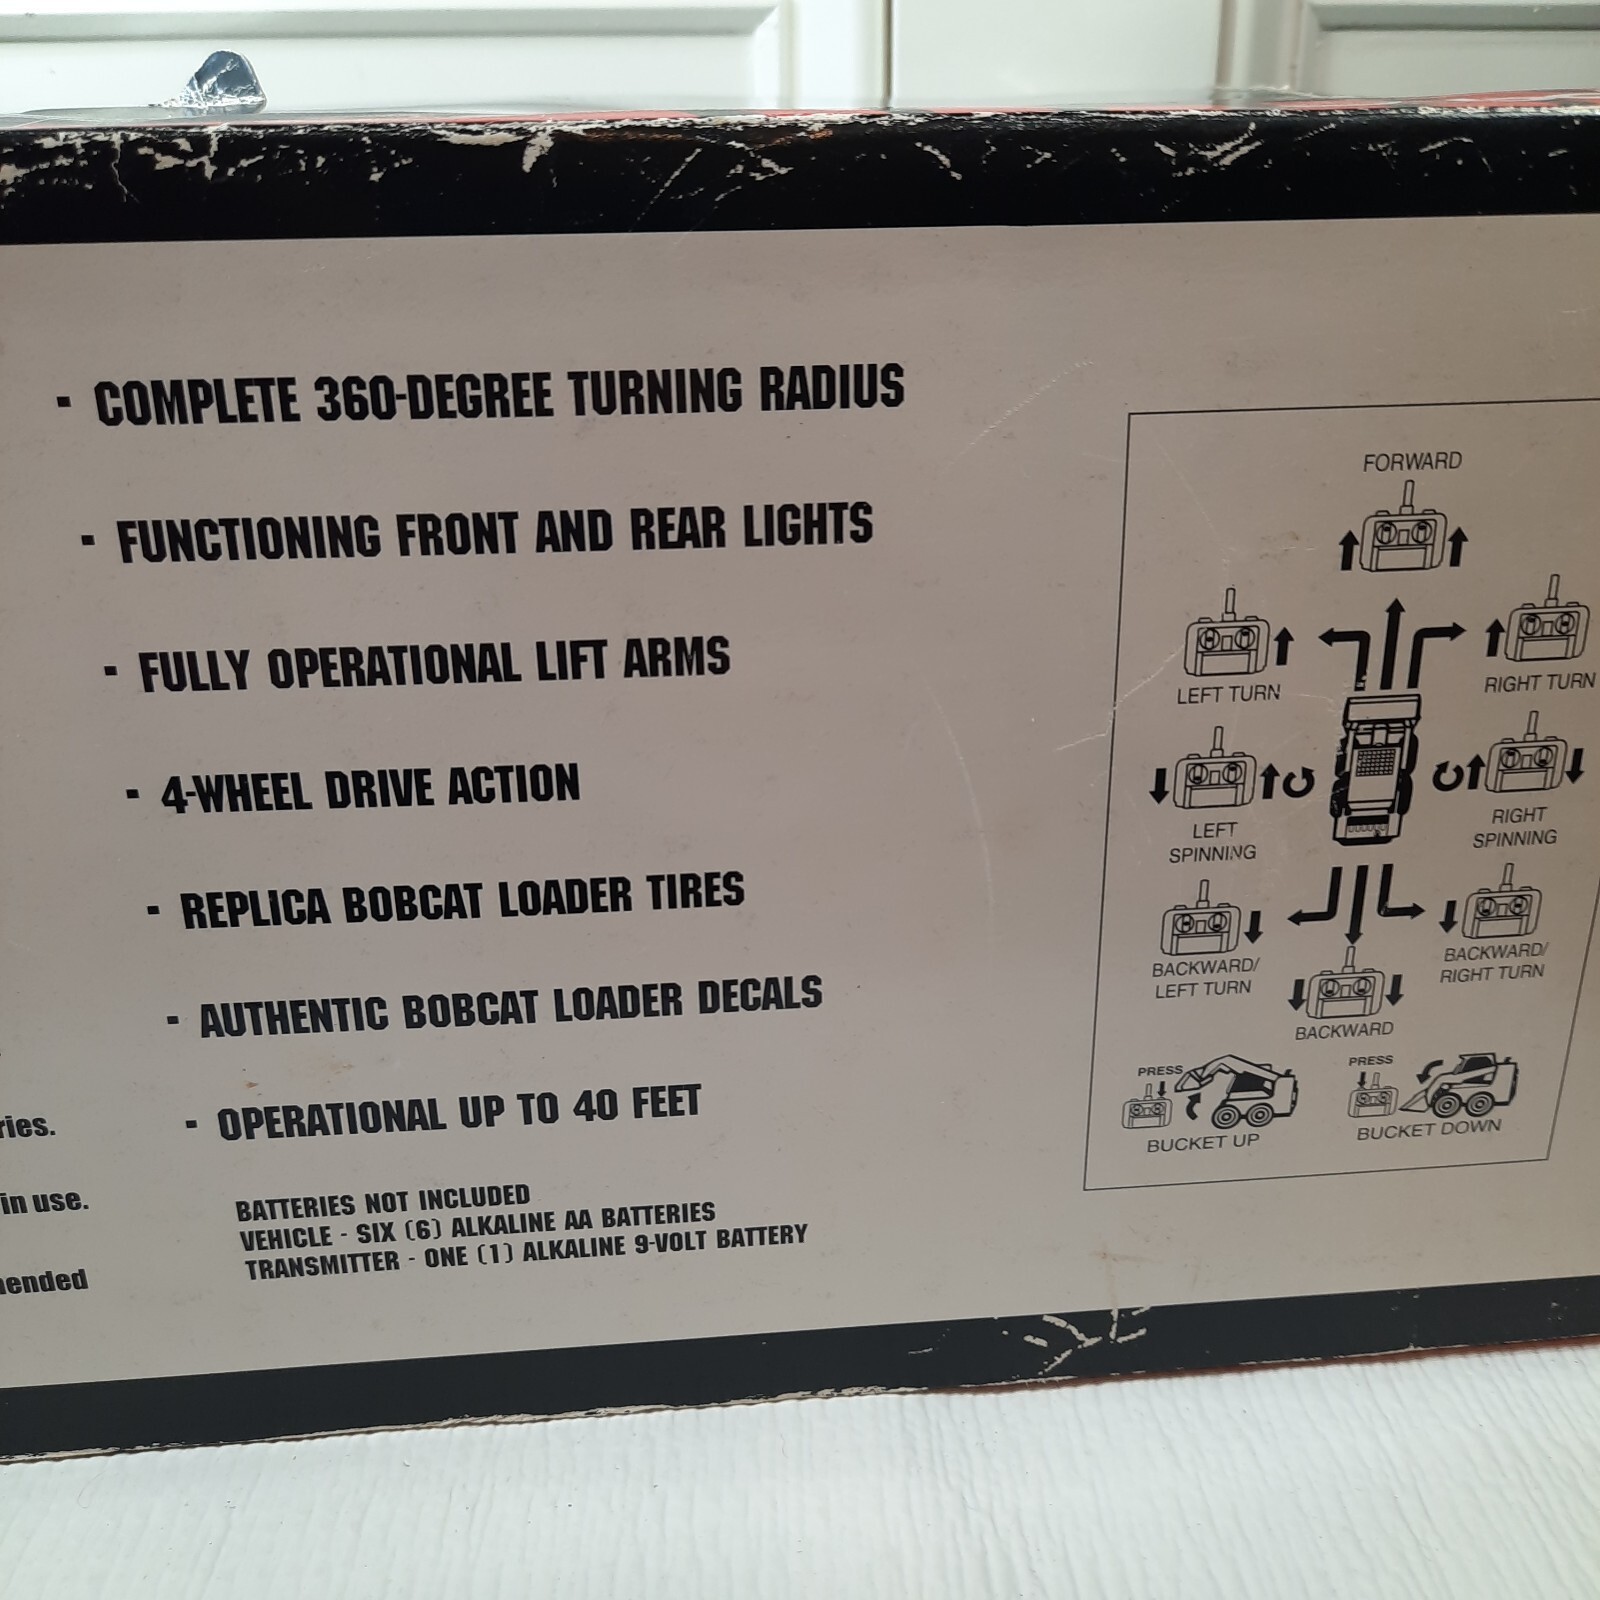 · COMPLETE 360-DEGREE TURNING RADIUS
· FUNCTIONING FRONT AND REAR LIGHTS
· FULLY OPERATIONAL LIFT ARMS
· 4-WHEEL DRIVE ACTION
· REPLICA BOBCAT LOADER TIRES
· AUTHENTIC BOBCAT LOADER DECALS
· OPERATIONAL UP TO 40 FEET
BATTERIES NOT INCLUDED
VEHICLE - SIX (6) ALKALINE AA BATTERIES
TRANSMITTER - ONE (1) ALKALINE 9-VOLT BATTERY
ries.
in use.
ended
FORWARD
LEFT TURN
RIGHT TURN
LEFT
SPINNING
RIGHT
SPINNING
BACKWARD/
LEFT TURN
BACKWARD/
RIGHT TURN
BACKWARD
PRESS
BUCKET UP
PRESS
BUCKET DOWN